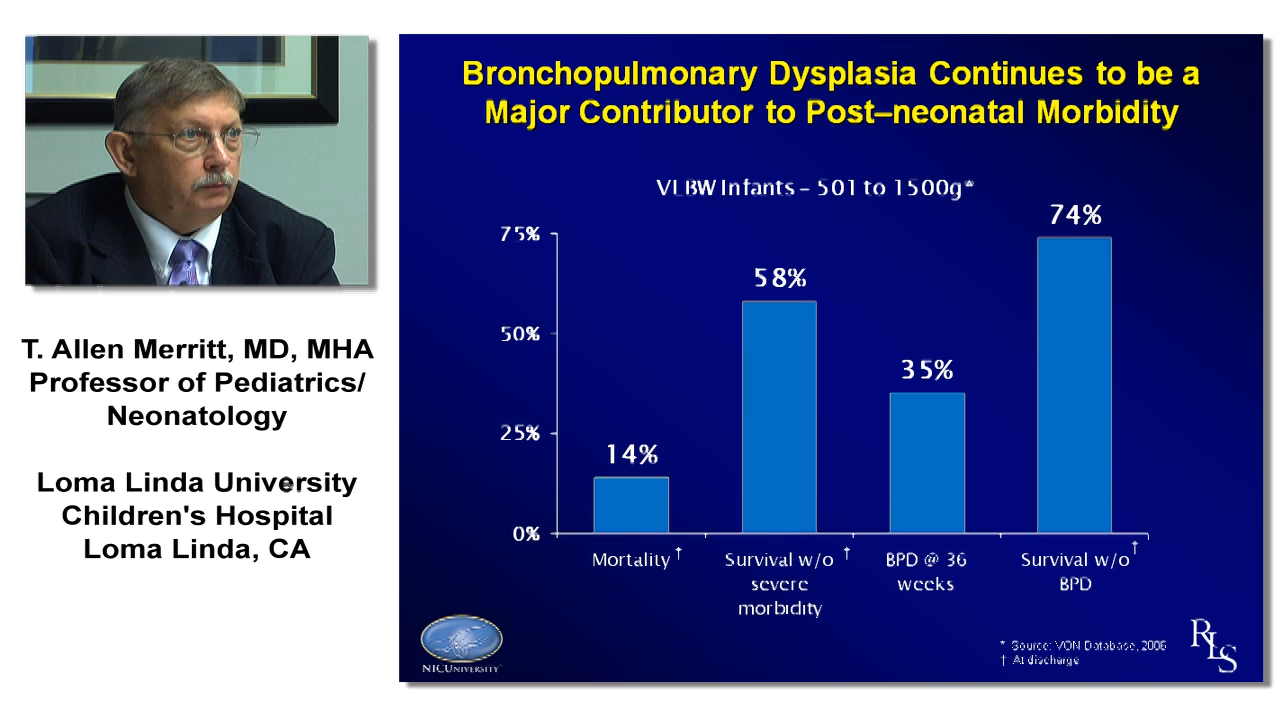 T. Allen Merritt, MD, MHA
Professor of Pediatrics/
Neonatology
Loma Linda University
Children's Hospital
Loma Linda, CA
Bronchopulmonary Dysplasia Continues to be a
Major Contributor to Post–neonatal Morbidity
VLBW Infants – 501 to 1500g*
75%
50%
25%
0%
14%
58%
35%
74%
Mortality †
Survival w/o †
severe
morbidity
BPD @ 36
weeks
Survival w/o †
BPD
NICUNIVERSITY
* Source: VON Database, 2006
† At discharge
RLS